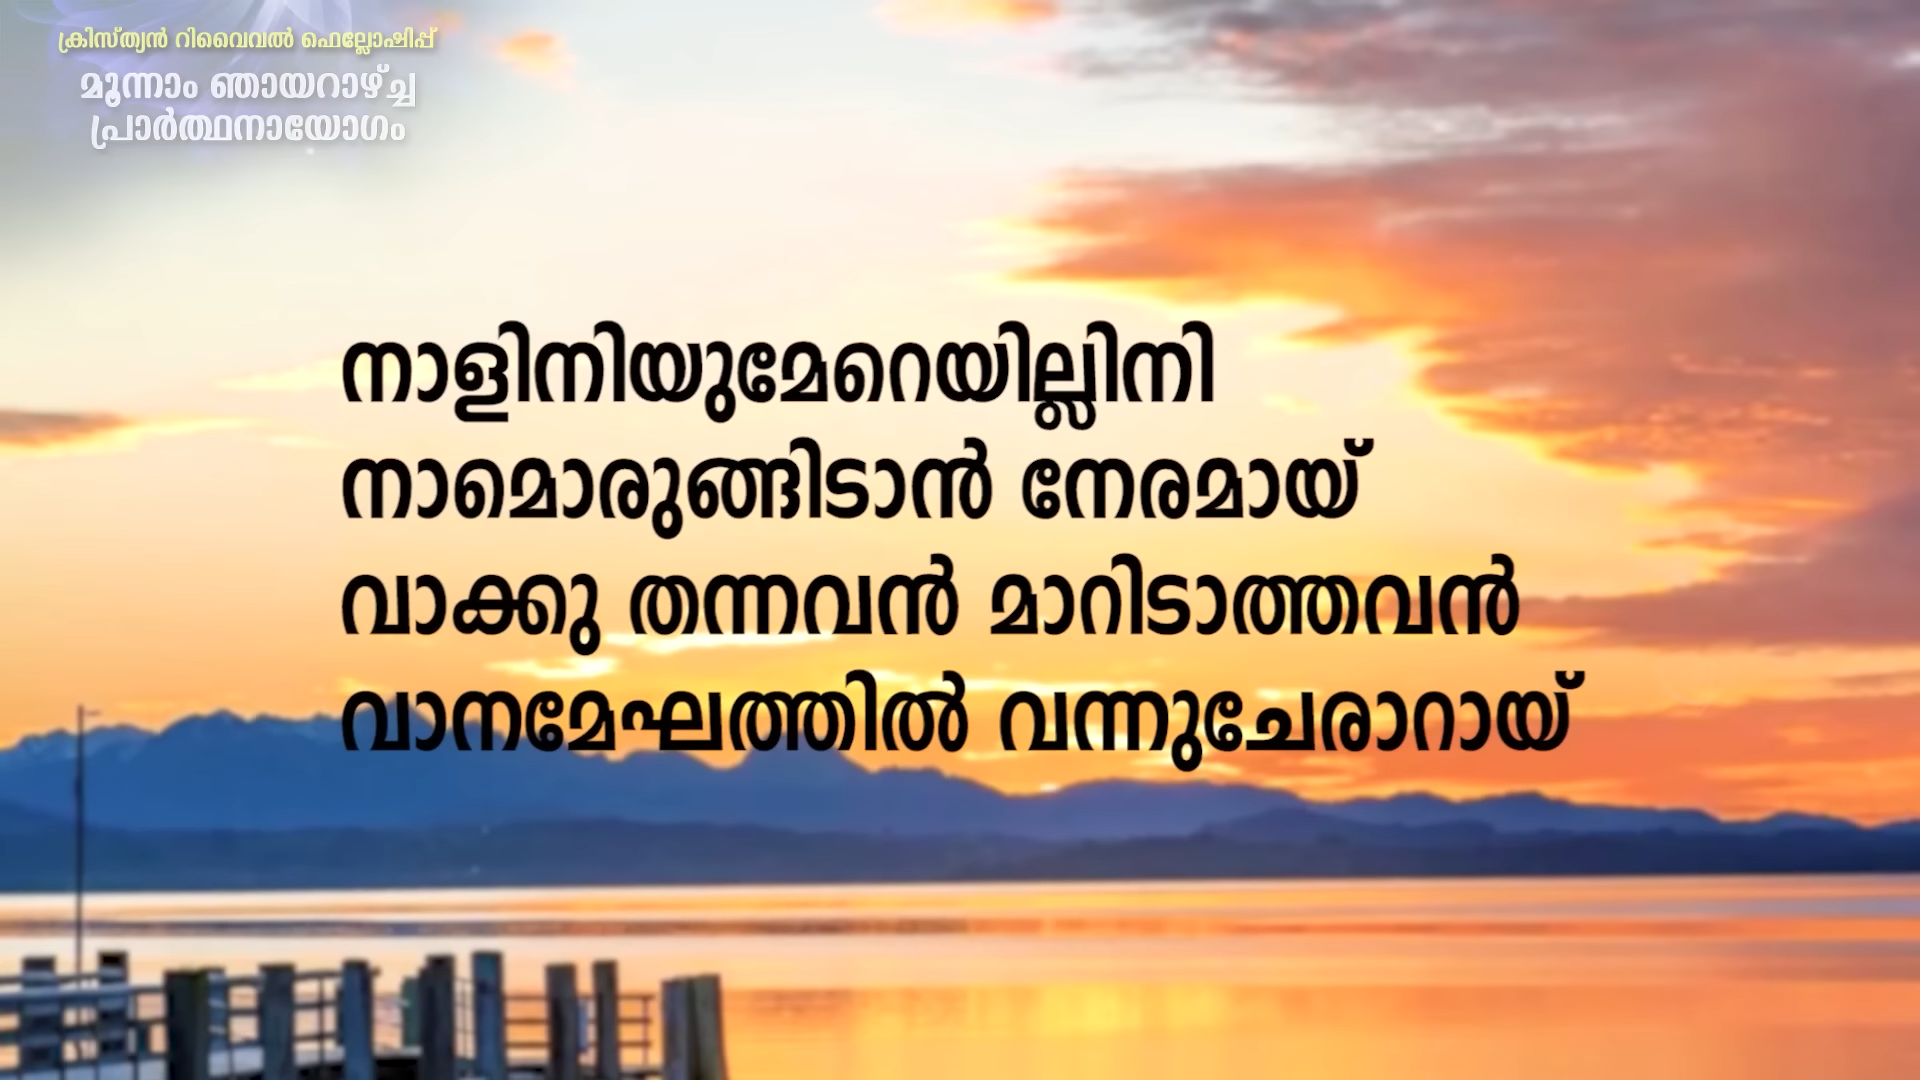 ക്രിസ്ത്യൻ റിവൈവൽ ഫെല്ലോഷിപ്പ്
മൂന്നാം ഞായറാഴ്ച്ച
പ്രാർത്ഥനായോഗം
നാളിനിയുമേറെയില്ലിനി
നാമൊരുങ്ങിടാൻ നേരമായ്
വാക്കു തന്നവൻ മാറിടാത്തവൻ
വാനമേഘത്തിൽ വന്നുചേരാറായ്